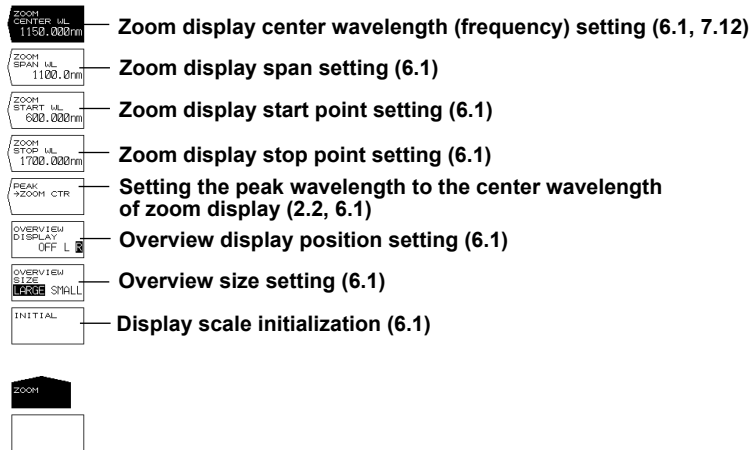 ZOOM
CENTER WL
1150.000nm
Zoom display center wavelength (frequency) setting (6.1, 7.12)
ZOOM
SPAN WL
1100.0nm
Zoom display span setting (6.1)
ZOOM
START WL
600.000nm
Zoom display start point setting (6.1)
ZOOM
STOP WL
1700.000nm
Zoom display stop point setting (6.1)
PEAK
→ZOOM CTR
Setting the peak wavelength to the center wavelength
of zoom display (2.2, 6.1)
OVERVIEW
DISPLAY
OFF L R
Overview display position setting (6.1)
OVERVIEW
SIZE
LARGE SMALL
Overview size setting (6.1)
INITIAL
Display scale initialization (6.1)
ZOOM